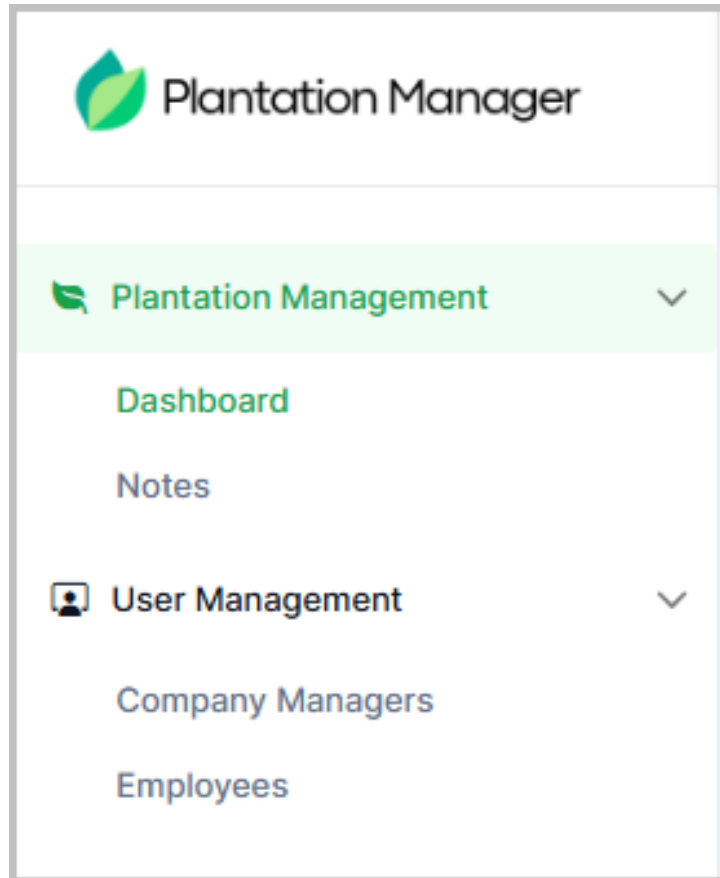 Plantation Manager
Plantation Management
Dashboard
Notes
User Management
Company Managers
Employees